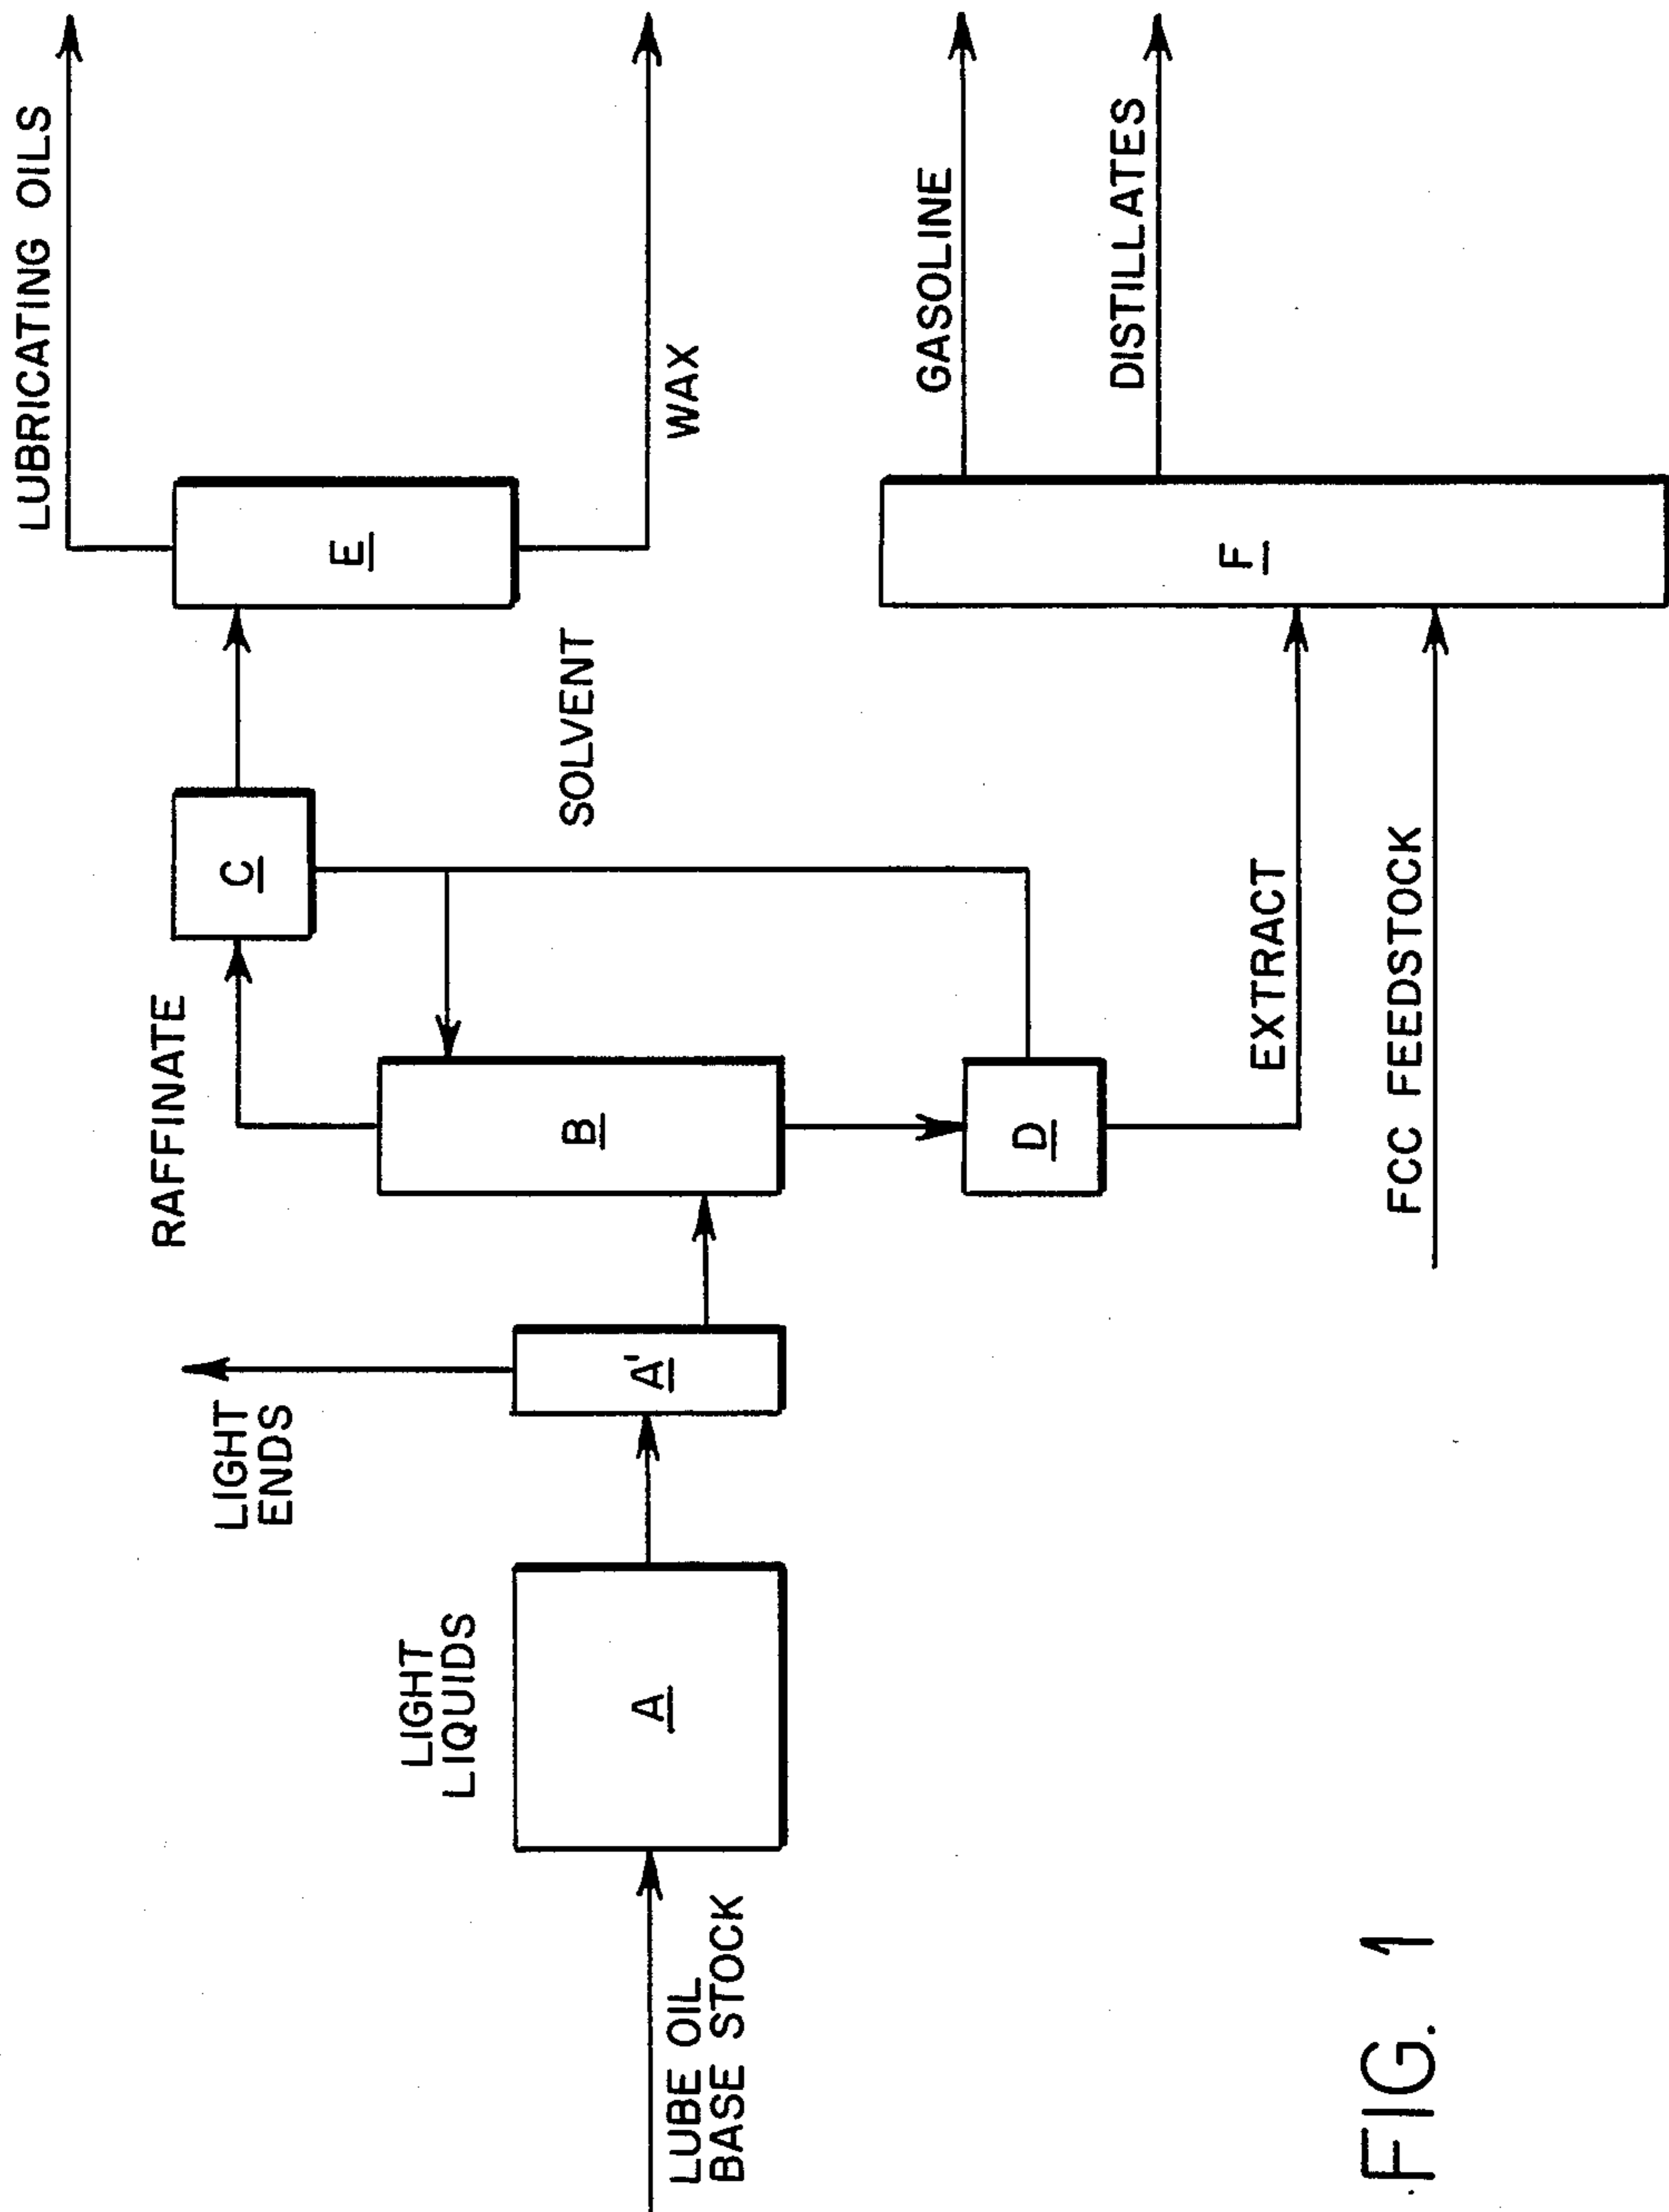 LUBRICATING OILS
RAFFINATE
C
E
LIGHT
ENDS
LIGHT
LIQUIDS
SOLVENT
B
A
A'
WAX
LUBE OIL
BASE STOCK
GASOLINE
D
DISTILLATES
F
EXTRACT
FCC FEEDSTOCK
FIG. 1